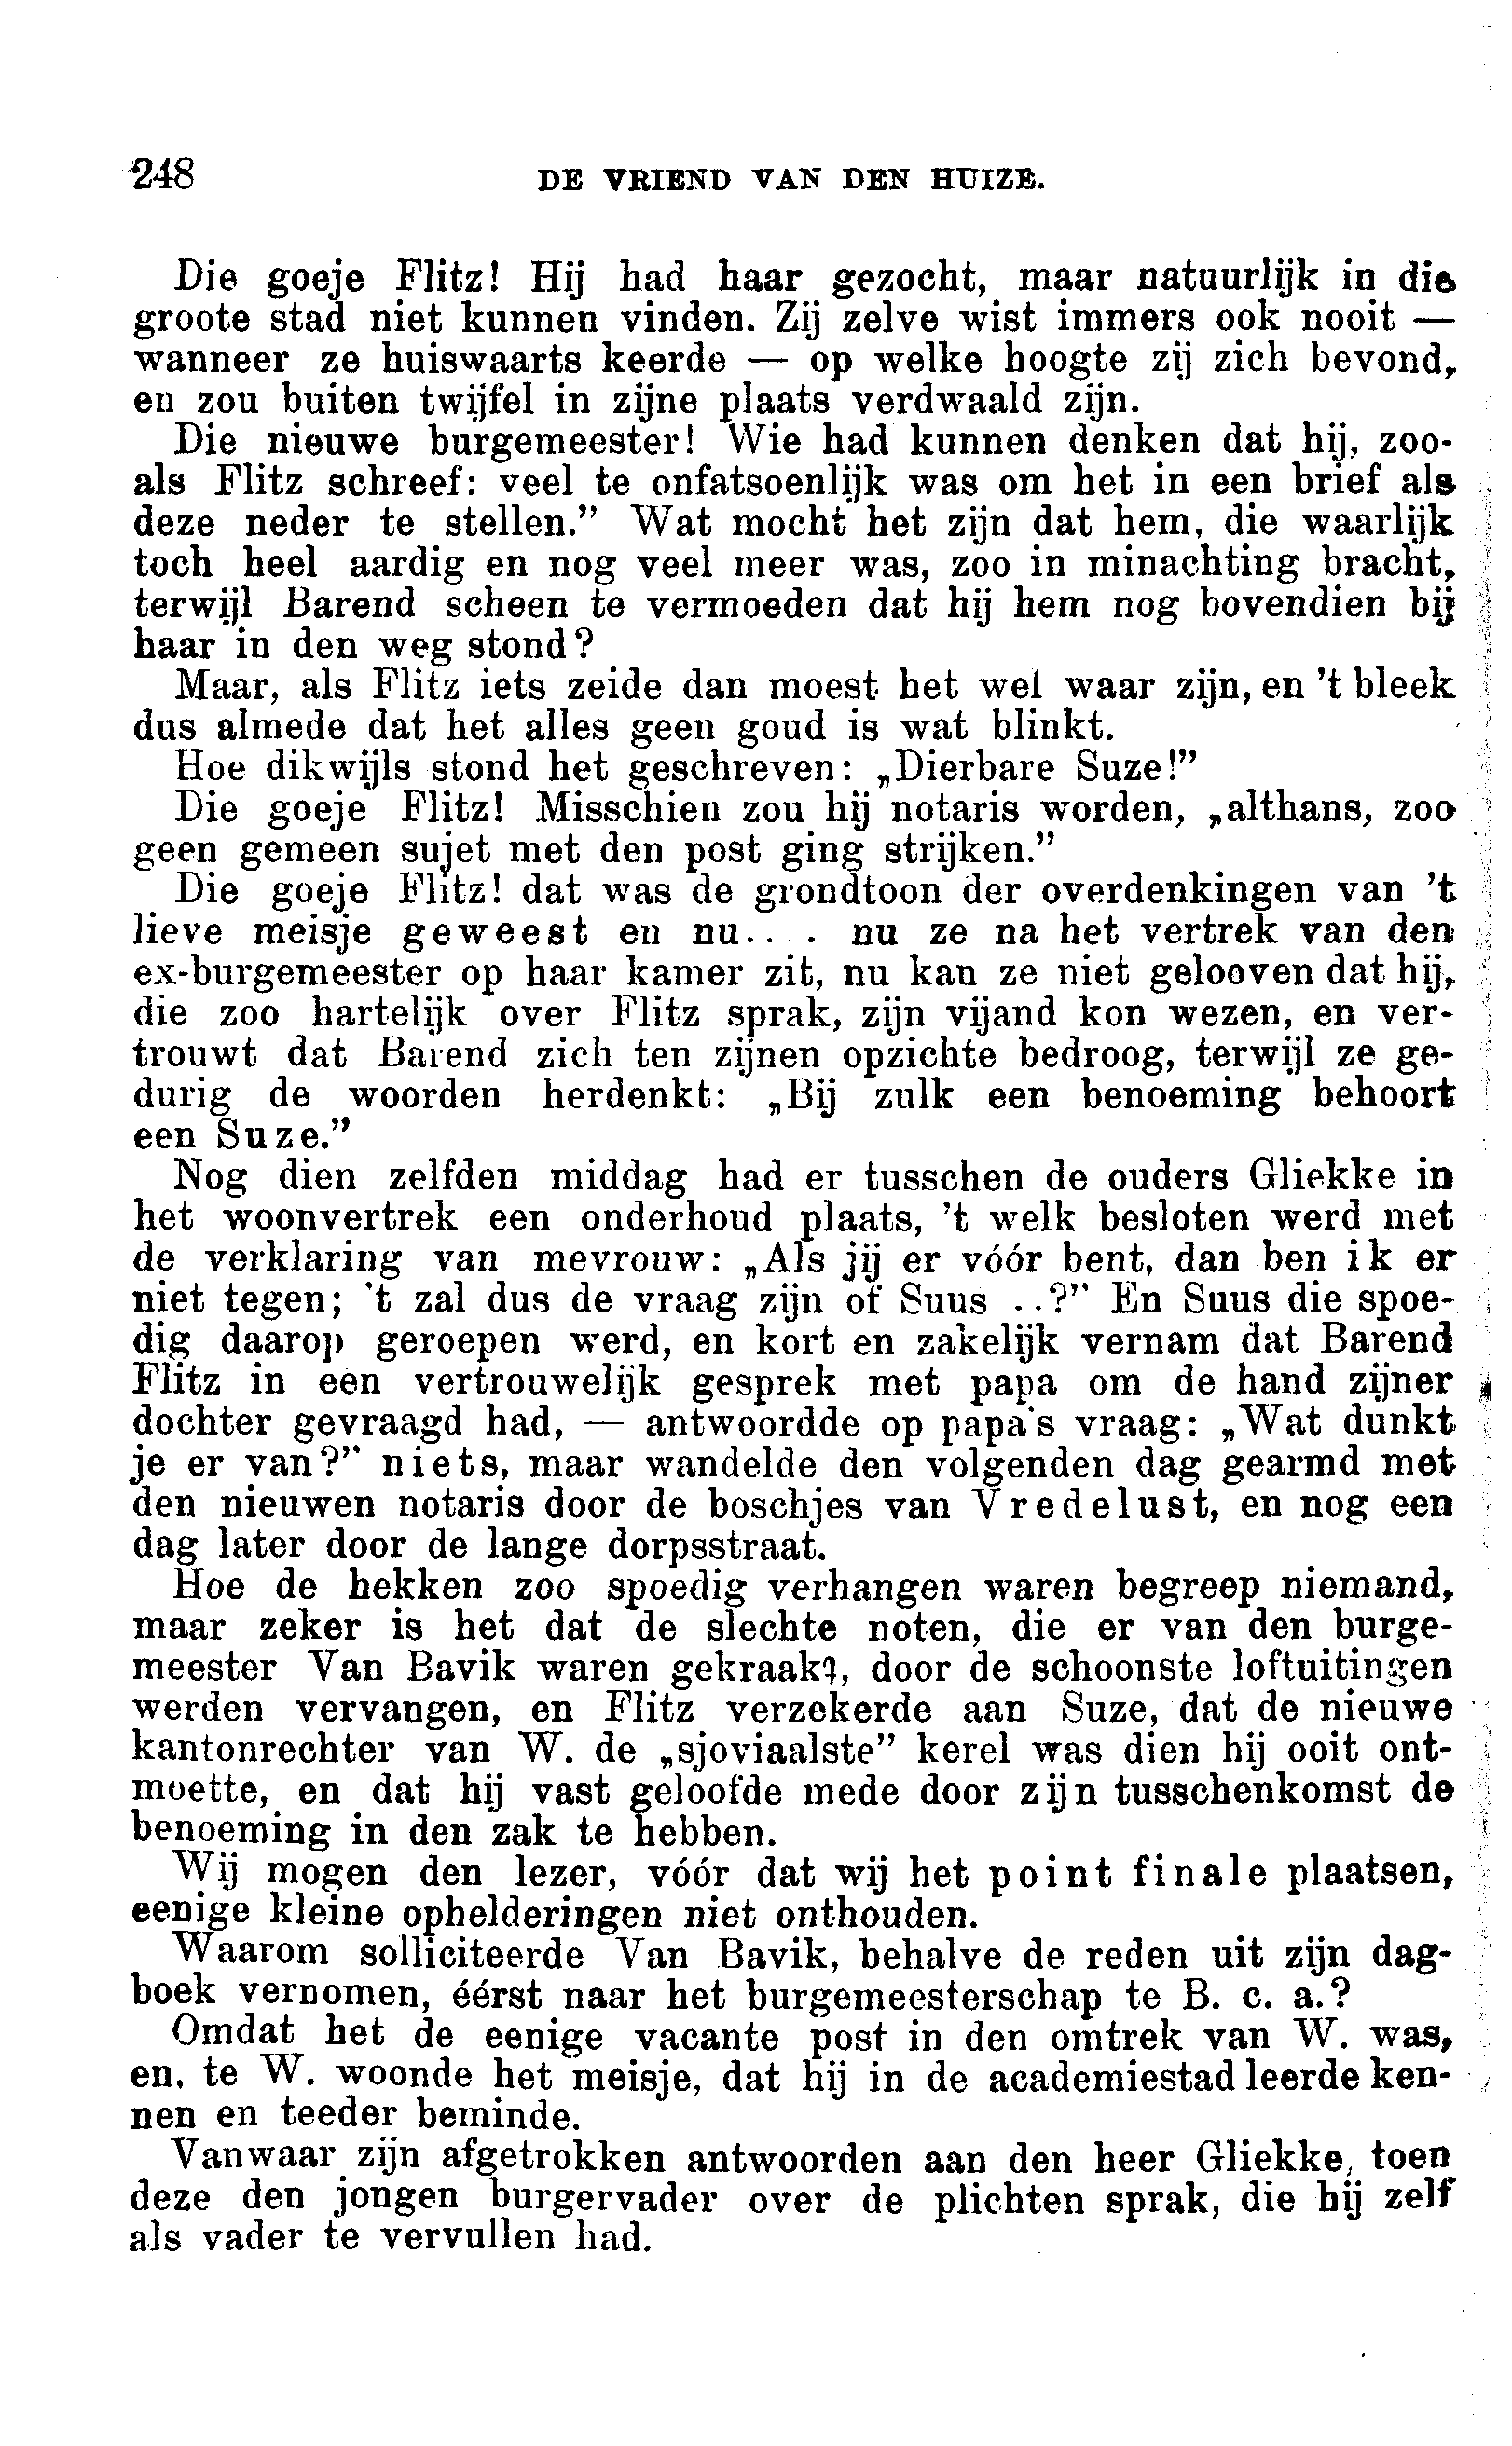 248 DE VRIEND VAN DEN HUIZE.
Die goeje Flitz! Hij had haar gezocht, maar natuurlijk in die
groote stad niet kunnen vinden. Zij zelve wist immers ook nooit —
wanneer ze huiswaarts keerde — op welke hoogte zij zich bevond,
en zou buiten twijfel in zijne plaats verdwaald zijn.
Die nieuwe burgemeester! Wie had kunnen denken dat hij, zoo-
als Flitz schreef: veel te onfatsoenlijk was om het in een brief als
deze neder te stellen.” Wat mocht het zijn dat hem, die waarlijk
toch heel aardig en nog veel meer was, zoo in minachting bracht,
terwijl Barend scheen te vermoeden dat hij hem nog bovendien bij
haar in den weg stond?
Maar, als Flitz iets zeide dan moest het wel waar zijn, en 't bleek
dus almede dat het alles geen goud is wat blinkt.
Hoe dikwijls stond het geschreven: „Dierbare Suze!”
Die goeje Flitz! Misschien zou hij notaris worden, „althans, zoo
geen gemeen sujet met den post ging strijken.”
Die goeje Flitz! dat was de grondtoon der overdenkingen van 't
lieve meisje geweest en nu.... nu ze na het vertrek van den
ex-burgemeester op haar kamer zit, nu kan ze niet gelooven dat hij,
die zoo hartelijk over Flitz sprak, zijn vijand kon wezen, en ver-
trouwt dat Barend zich ten zijnen opzichte bedroog, terwijl ze ge-
durig de woorden herdenkt: „Bij zulk een benoeming behoort
een Suze.”
Nog dien zelfden middag had er tusschen de ouders Gliekke in
het woonvertrek een onderhoud plaats, 't welk besloten werd met
de verklaring van mevrouw: „Als jij er vóór bent, dan ben ik er
niet tegen; 't zal dus de vraag zijn of Suus ..?” En Suus die spoe-
dig daarop geroepen werd, en kort en zakelijk vernam dat Barend
Flitz in een vertrouwelijk gesprek met papa om de hand zijner
dochter gevraagd had, — antwoordde op papa's vraag: „Wat dunkt
je er van?” niets, maar wandelde den volgenden dag gearmd met
den nieuwen notaris door de boschjes van Vredelust, en nog een
dag later door de lange dorpsstraat.
Hoe de hekken zoo spoedig verhangen waren begreep niemand,
maar zeker is het dat de slechte noten, die er van den burge-
meester Van Bavik waren gekraakt, door de schoonste loftuitingen
werden vervangen, en Flitz verzekerde aan Suze, dat de nieuwe
kantonrechter van W. de „sjoviaalste” kerel was dien hij ooit ont-
moette, en dat hij vast geloofde mede door zijn tusschenkomst de
benoeming in den zak te hebben.
Wij mogen den lezer, vóór dat wij het point finale plaatsen,
eenige kleine ophelderingen niet onthouden.
Waarom solliciteerde Van Bavik, behalve de reden uit zijn dag-
boek vernomen, éérst naar het burgemeesterschap te B. c. a.?
Omdat het de eenige vacante post in den omtrek van W. was,
en, te W. woonde het meisje, dat hij in de academiestad leerde ken-
nen en teeder beminde.
Vanwaar zijn afgetrokken antwoorden aan den heer Gliekke, toen
deze den jongen burgervader over de plichten sprak, die hij zelf
als vader te vervullen had.